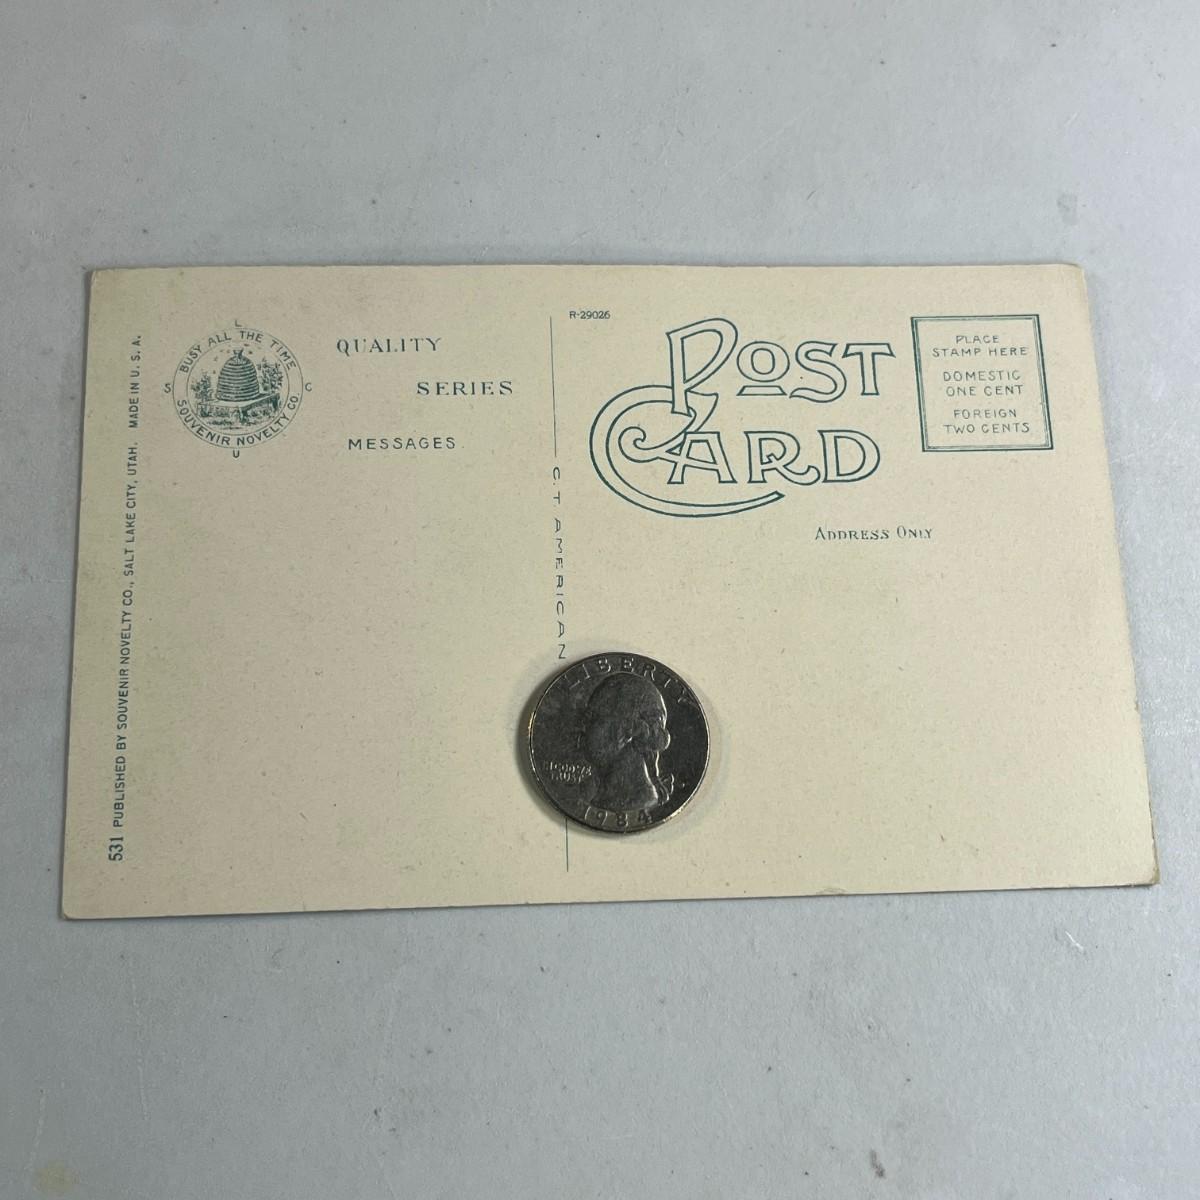 531 PUBLISHED BY SOUVENIR NOVELTY CO., SALT LAKE CITY, UTAH. MADE IN U. S. A.
L
BUSY ALL THE TIME
S C
SOUVENIR NOVELTY CO.
U
QUALITY
SERIES
MESSAGES.
R-29026
C. T. AMERICAN
POST
CARD
PLACE
STAMP HERE
DOMESTIC
ONE CENT
FOREIGN
TWO CENTS
ADDRESS ONLY
LIBERTY
IN GOD WE
TRUST
1984